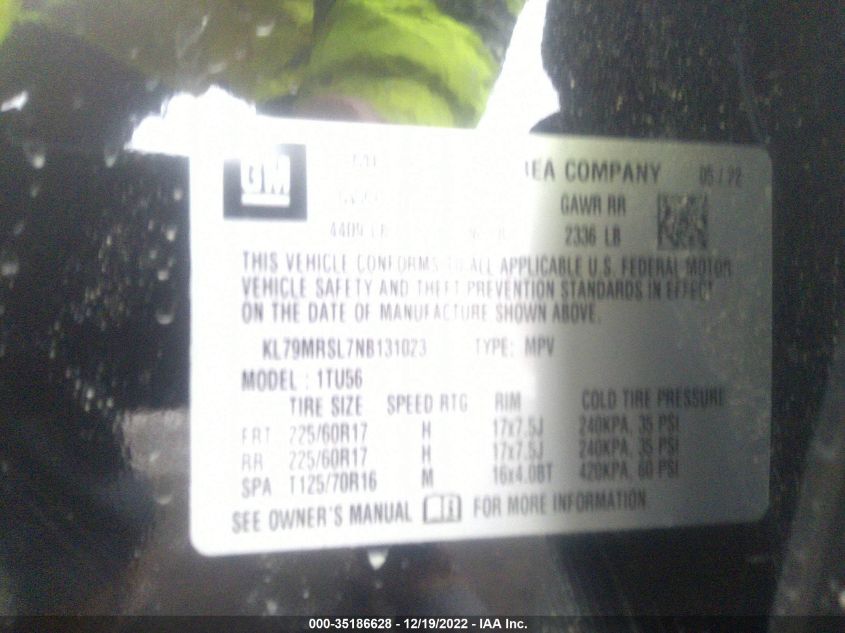 GM
EA COMPANY 05/22
GAWR RR
4409 LB 2336 LB
THIS VEHICLE CONFORMS TO ALL APPLICABLE U.S. FEDERAL MOTOR
VEHICLE SAFETY AND THEFT PREVENTION STANDARDS IN EFFECT
ON THE DATE OF MANUFACTURE SHOWN ABOVE.
KL79MRSL7NB131023 TYPE: MPV
MODEL : 1TU56
TIRE SIZE SPEED RTG RIM COLD TIRE PRESSURE
FRT 225/60R17 H 17x7.5J 240KPA, 35 PSI
RR 225/60R17 H 17x7.5J 240KPA, 35 PSI
SPA T125/70R16 M 16x4.0BT 420KPA, 60 PSI
SEE OWNER'S MANUAL FOR MORE INFORMATION
000-35186628 - 12/19/2022 - IAA Inc.